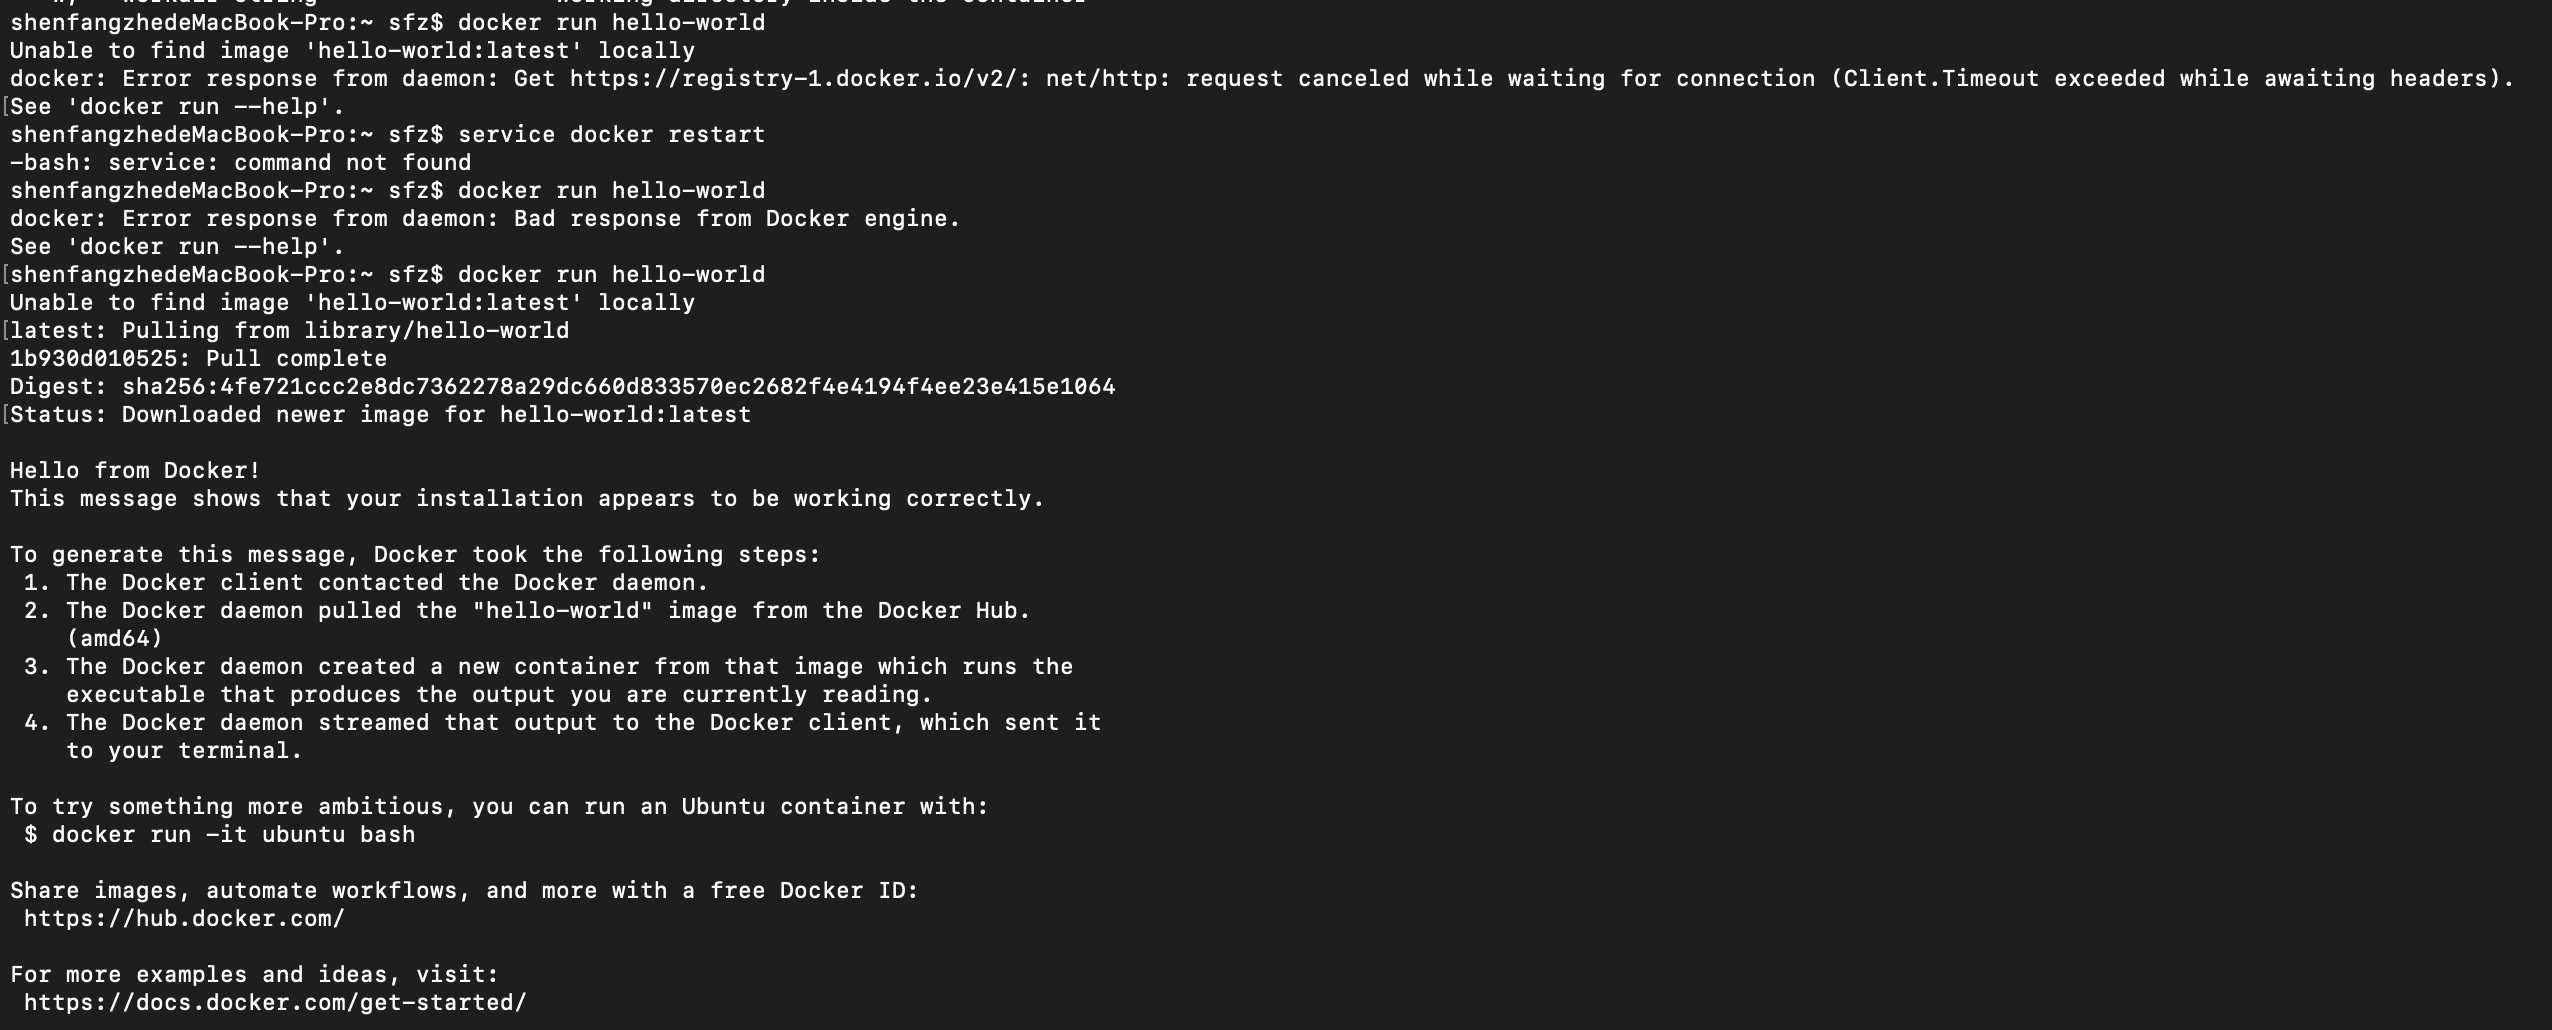 shenfangzhedeMacBook-Pro:~ sfz$ docker run hello-world
Unable to find image 'hello-world:latest' locally
docker: Error response from daemon: Get https://registry-1.docker.io/v2/: net/http: request canceled while waiting for connection (Client.Timeout exceeded while awaiting headers).
[See 'docker run --help'.
shenfangzhedeMacBook-Pro:~ sfz$ service docker restart
-bash: service: command not found
shenfangzhedeMacBook-Pro:~ sfz$ docker run hello-world
docker: Error response from daemon: Bad response from Docker engine.
See 'docker run --help'.
[shenfangzhedeMacBook-Pro:~ sfz$ docker run hello-world
Unable to find image 'hello-world:latest' locally
[latest: Pulling from library/hello-world
1b930d010525: Pull complete
Digest: sha256:4fe721ccc2e8dc7362278a29dc660d833570ec2682f4e4194f4ee23e415e1064
[Status: Downloaded newer image for hello-world:latest
Hello from Docker!
This message shows that your installation appears to be working correctly.
To generate this message, Docker took the following steps:
1. The Docker client contacted the Docker daemon.
2. The Docker daemon pulled the "hello-world" image from the Docker Hub.
(amd64)
3. The Docker daemon created a new container from that image which runs the
executable that produces the output you are currently reading.
4. The Docker daemon streamed that output to the Docker client, which sent it
to your terminal.
To try something more ambitious, you can run an Ubuntu container with:
$ docker run -it ubuntu bash
Share images, automate workflows, and more with a free Docker ID:
https://hub.docker.com/
For more examples and ideas, visit:
https://docs.docker.com/get-started/